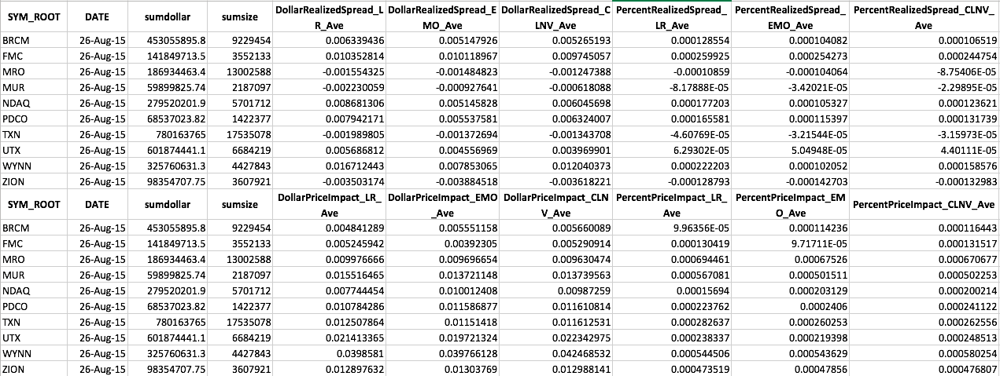 SYM_ROOT DATE sumdollar sumsize DollarRealizedSpread_LR_Ave DollarRealizedSpread_EMO_Ave DollarRealizedSpread_CLNV_Ave PercentRealizedSpread_LR_Ave PercentRealizedSpread_EMO_Ave PercentRealizedSpread_CLNV_Ave
BRCM 26-Aug-15 453055895.8 9229454 0.006339436 0.005147926 0.005265193 0.000128554 0.000104082 0.000106519
FMC 26-Aug-15 141849713.5 3552133 0.010352814 0.010118967 0.009745057 0.000259925 0.000254273 0.000244754
MRO 26-Aug-15 186934463.4 13002588 -0.001554325 -0.001484823 -0.001247388 -0.00010859 -0.000104064 -8.75406E-05
MUR 26-Aug-15 59899825.74 2187097 -0.002230059 -0.000927641 -0.000618088 -8.17888E-05 -3.42021E-05 -2.29895E-05
NDAQ 26-Aug-15 279520201.9 5701712 0.008681306 0.005145828 0.006045698 0.000177203 0.000105327 0.000123621
PDCO 26-Aug-15 68537023.82 1422377 0.007942171 0.005537581 0.006324007 0.000165581 0.000115397 0.000131739
TXN 26-Aug-15 780163765 17535078 -0.001989805 -0.001372694 -0.001343708 -4.60769E-05 -3.21544E-05 -3.15973E-05
UTX 26-Aug-15 601874441.1 6684219 0.005686812 0.004556969 0.003969901 6.29302E-05 5.04948E-05 4.40111E-05
WYNN 26-Aug-15 325760631.3 4427843 0.016712443 0.007853065 0.012040373 0.000222203 0.000102052 0.000158576
ZION 26-Aug-15 98354707.75 3607921 -0.003503174 -0.003884518 -0.003618221 -0.000128793 -0.000142703 -0.000132983
SYM_ROOT DATE sumdollar sumsize DollarPriceImpact_LR_Ave DollarPriceImpact_EMO_Ave DollarPriceImpact_CLNV_Ave PercentPriceImpact_LR_Ave PercentPriceImpact_EMO_Ave PercentPriceImpact_CLNV_Ave
BRCM 26-Aug-15 453055895.8 9229454 0.004841289 0.005551158 0.005660089 9.96356E-05 0.000114236 0.000116443
FMC 26-Aug-15 141849713.5 3552133 0.005245942 0.00392305 0.005290914 0.000130419 9.71711E-05 0.000131517
MRO 26-Aug-15 186934463.4 13002588 0.009976666 0.009696654 0.009630474 0.000694461 0.00067526 0.000670677
MUR 26-Aug-15 59899825.74 2187097 0.015516465 0.013721148 0.013739563 0.000567081 0.000501511 0.000502253
NDAQ 26-Aug-15 279520201.9 5701712 0.007744454 0.010012408 0.00987259 0.00015694 0.000203129 0.000200214
PDCO 26-Aug-15 68537023.82 1422377 0.010784286 0.011586877 0.011610814 0.000223762 0.0002406 0.000241122
TXN 26-Aug-15 780163765 17535078 0.012507864 0.01151418 0.011612531 0.000282637 0.000260253 0.000262556
UTX 26-Aug-15 601874441.1 6684219 0.021413365 0.019721324 0.022342975 0.000238337 0.000219398 0.000248513
WYNN 26-Aug-15 325760631.3 4427843 0.0398581 0.039766128 0.042468532 0.000544506 0.000543629 0.000580254
ZION 26-Aug-15 98354707.75 3607921 0.012897632 0.01303769 0.012988141 0.000473519 0.00047856 0.000476807